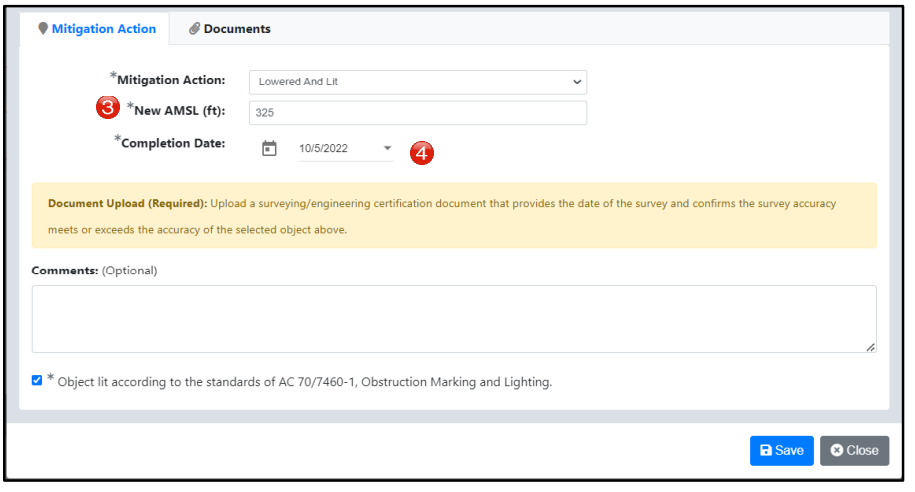 Mitigation Action Documents
*Mitigation Action: Lowered And Lit
3 *New AMSL (ft): 325
*Completion Date: 10/5/2022 4
Document Upload (Required): Upload a surveying/engineering certification document that provides the date of the survey and confirms the survey accuracy
meets or exceeds the accuracy of the selected object above.
Comments: (Optional)
* Object lit according to the standards of AC 70/7460-1, Obstruction Marking and Lighting.
Save Close